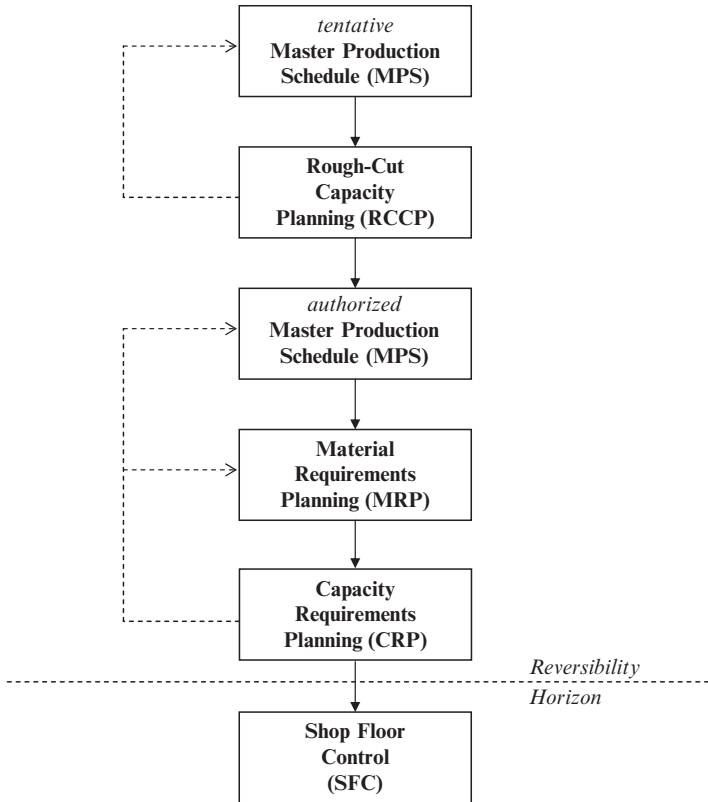 tentative
Master Production
Schedule (MPS)
Rough-Cut
Capacity
Planning (RCCP)
authorized
Master Production
Schedule (MPS)
Material
Requirements
Planning (MRP)
Capacity
Requirements
Planning (CRP)
Reversibility
Horizon
Shop Floor
Control
(SFC)